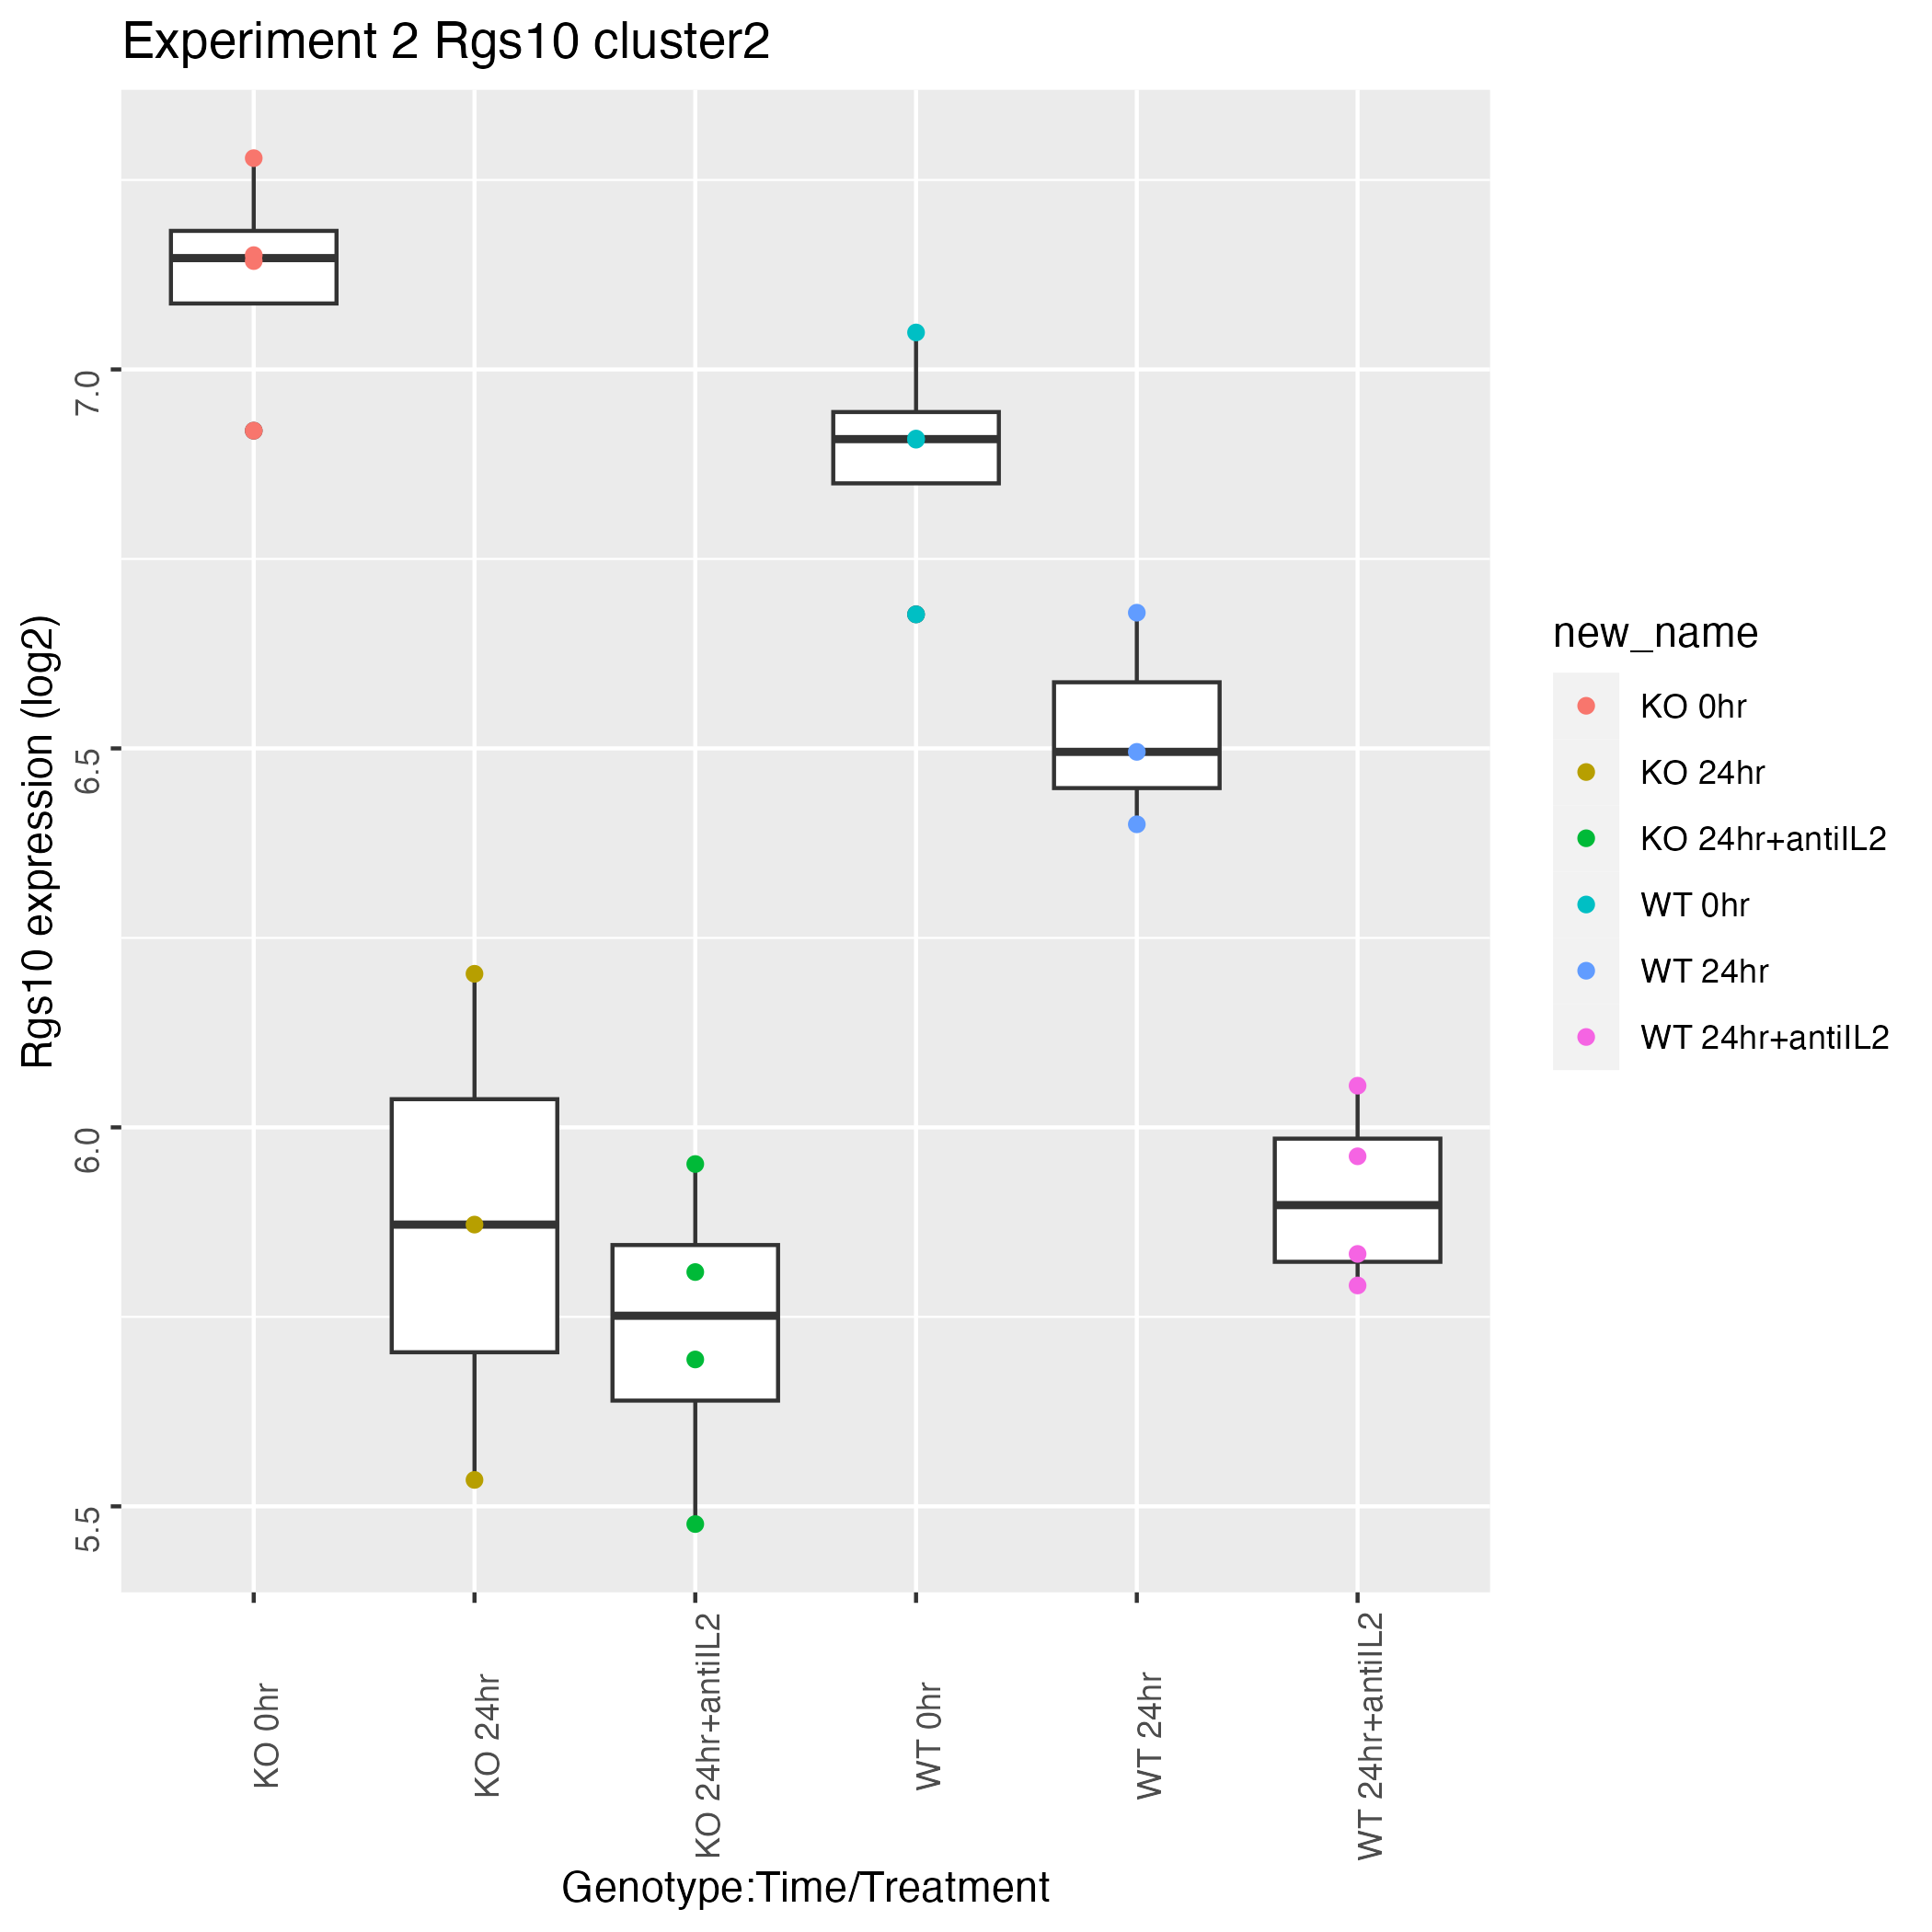 Experiment 2 Rgs10 cluster2
Rgs10 expression (log2)
7.0
6.5
6.0
5.5
KO 0hr
KO 24hr
KO 24hr+antiIL2
WT 0hr
WT 24hr
WT 24hr+antiIL2
Genotype:Time/Treatment
new_name
KO 0hr
KO 24hr
KO 24hr+antiIL2
WT 0hr
WT 24hr
WT 24hr+antiIL2